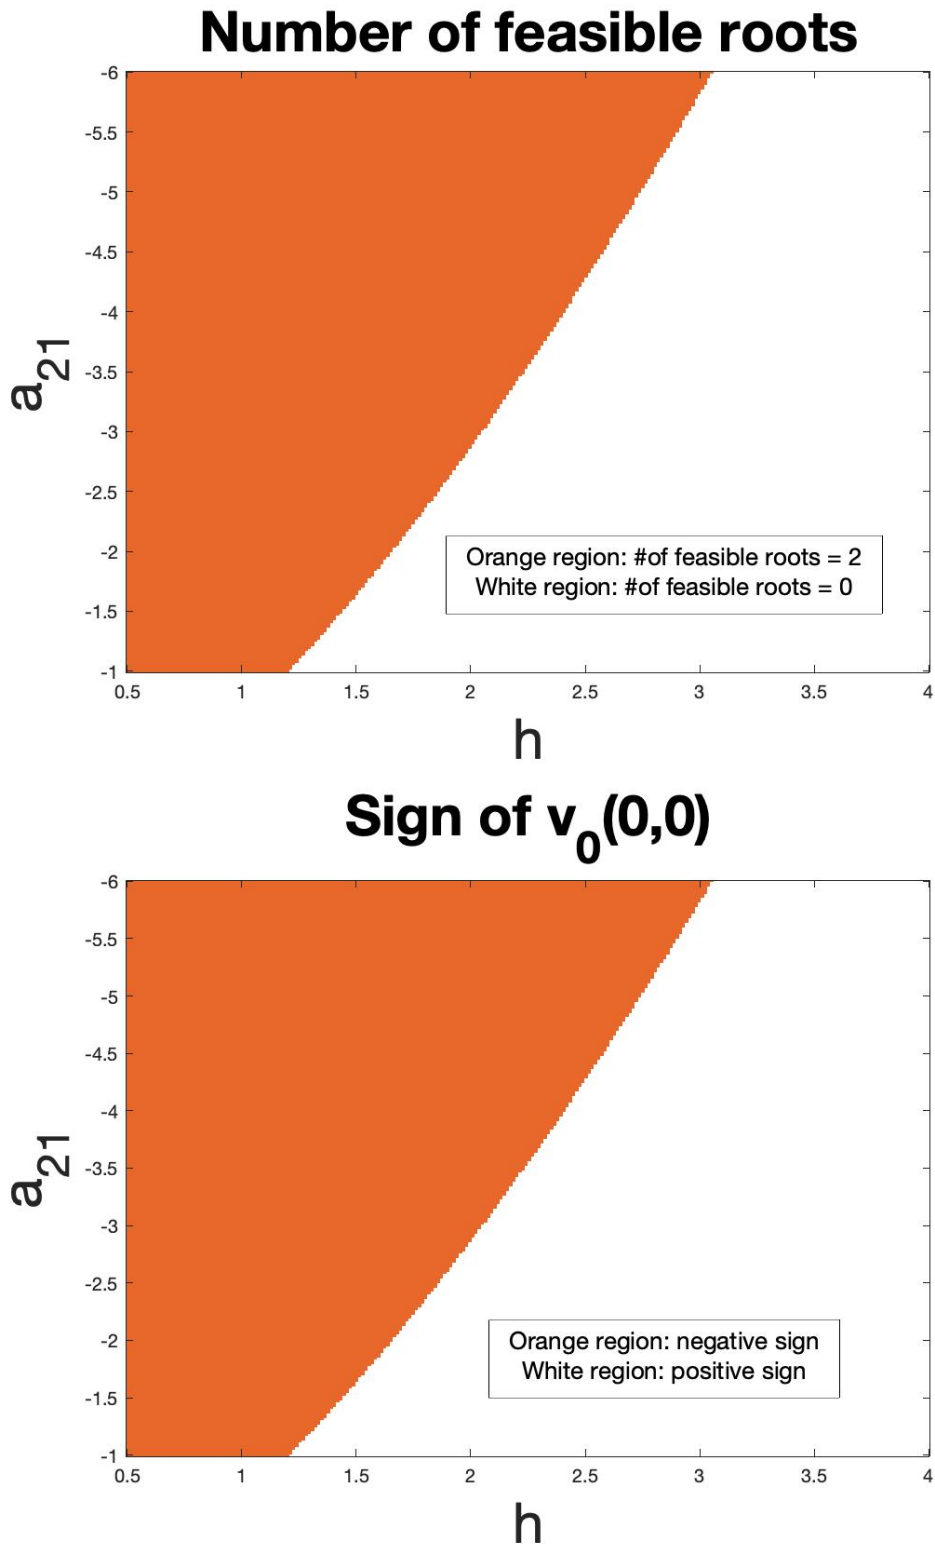 Number of feasible roots
-6
-5.5
-5
-4.5
-4
-3.5
-3
-2.5
-2
-1.5
-1
a21
Orange region: #of feasible roots = 2
White region: #of feasible roots = 0
0.5 1 1.5 2 2.5 3 3.5 4
h
Sign of v0(0,0)
-6
-5.5
-5
-4.5
-4
-3.5
-3
-2.5
-2
-1.5
-1
a21
Orange region: negative sign
White region: positive sign
0.5 1 1.5 2 2.5 3 3.5 4
h